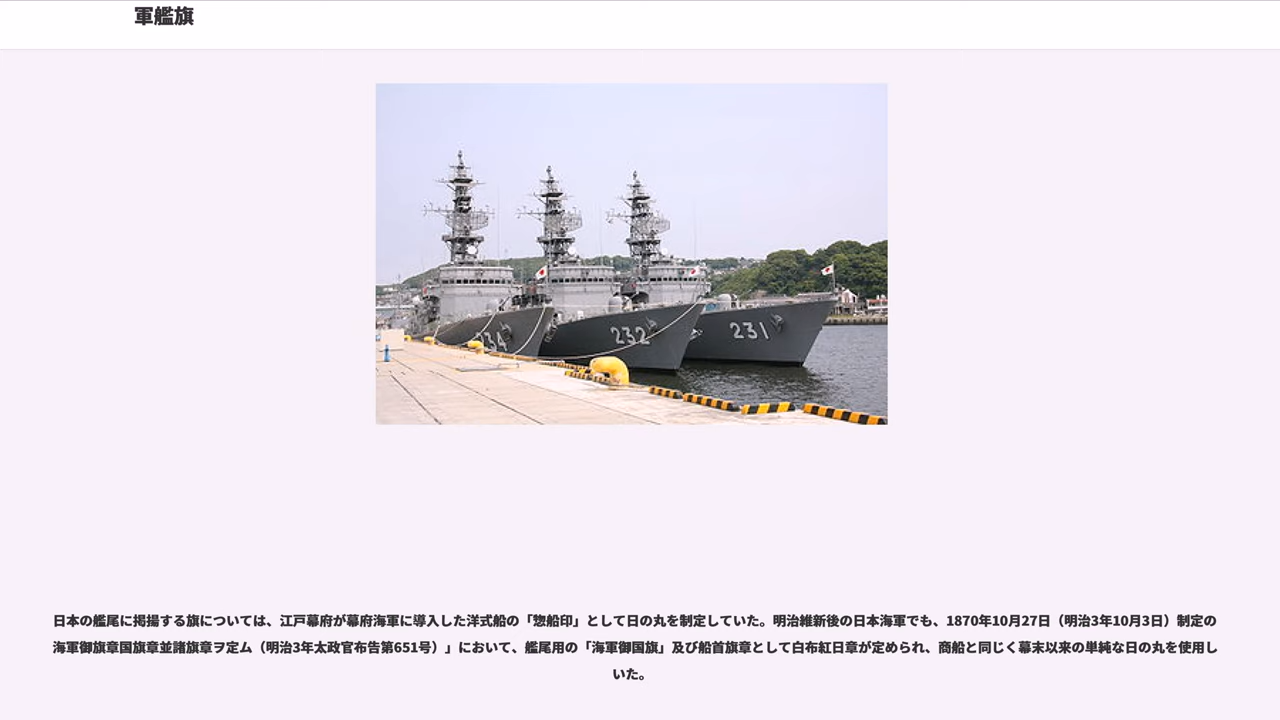 軍艦旗
234
232
231
日本の艦尾に掲揚する旗については、江戸幕府が幕府海軍に導入した洋式船の「惣船印」として日の丸を制定していた。明治維新後の日本海軍でも、1870年10月27日（明治3年10月3日）制定の
海軍御旗章国旗章並諸旗章ヲ定ム（明治3年太政官布告第651号）」において、艦尾用の「海軍御国旗」及び船首旗章として白布紅日章が定められ、商船と同じく幕末以来の単純な日の丸を使用し
いた。